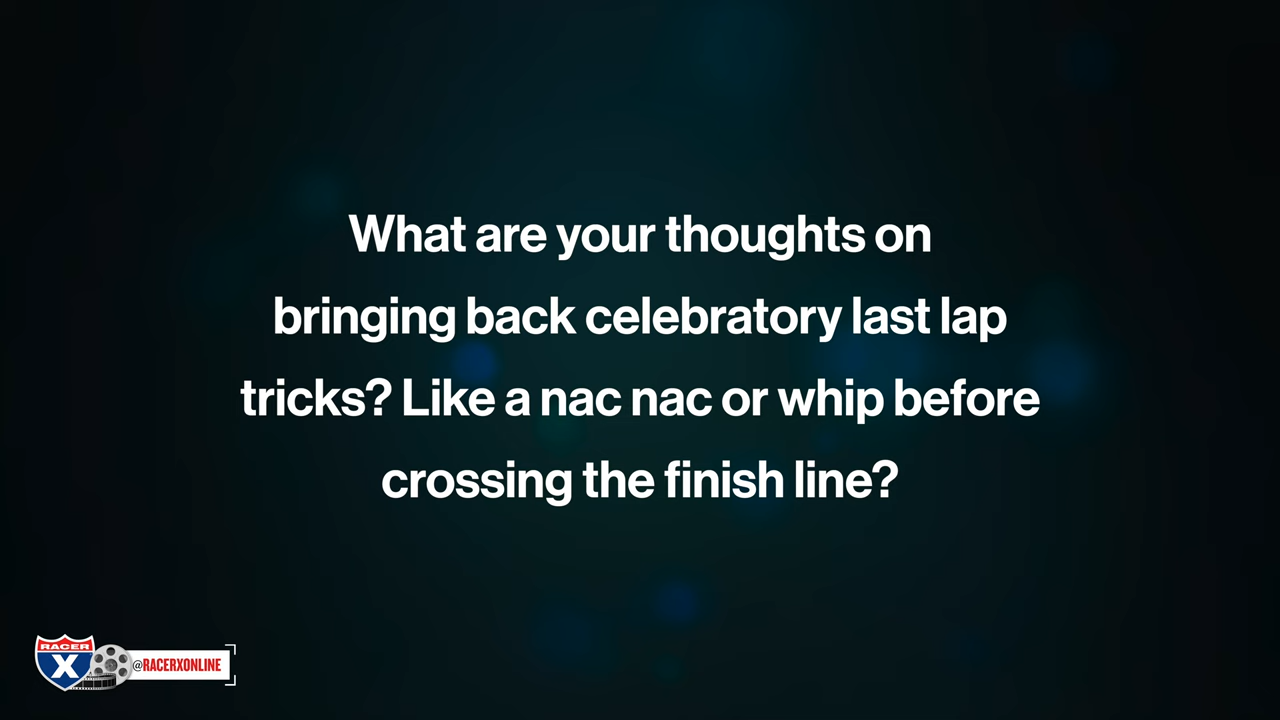 What are your thoughts on
bringing back celebratory last lap
tricks? Like a nac nac or whip before
crossing the finish line?
RACER
X
@RACERXONLINE